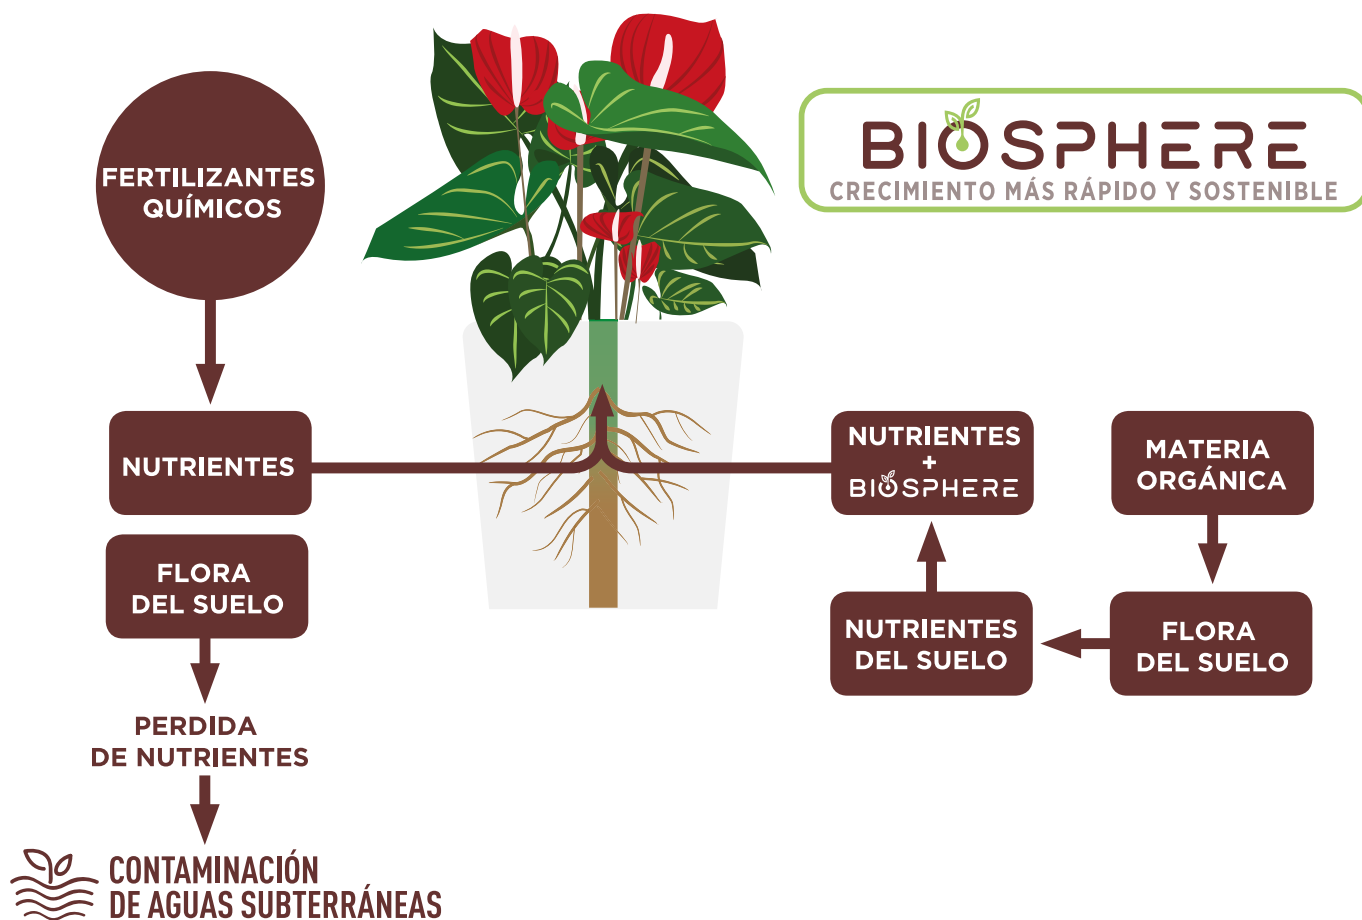 FERTILIZANTES
QUÍMICOS
NUTRIENTES
FLORA
DEL SUELO
PERDIDA
DE NUTRIENTES
CONTAMINACIÓN
DE AGUAS SUBTERRÁNEAS
BIOSPHERE
CRECIMIENTO MÁS RÁPIDO Y SOSTENIBLE
NUTRIENTES
+
BIOSPHERE
MATERIA
ORGÁNICA
NUTRIENTES
DEL SUELO
FLORA
DEL SUELO